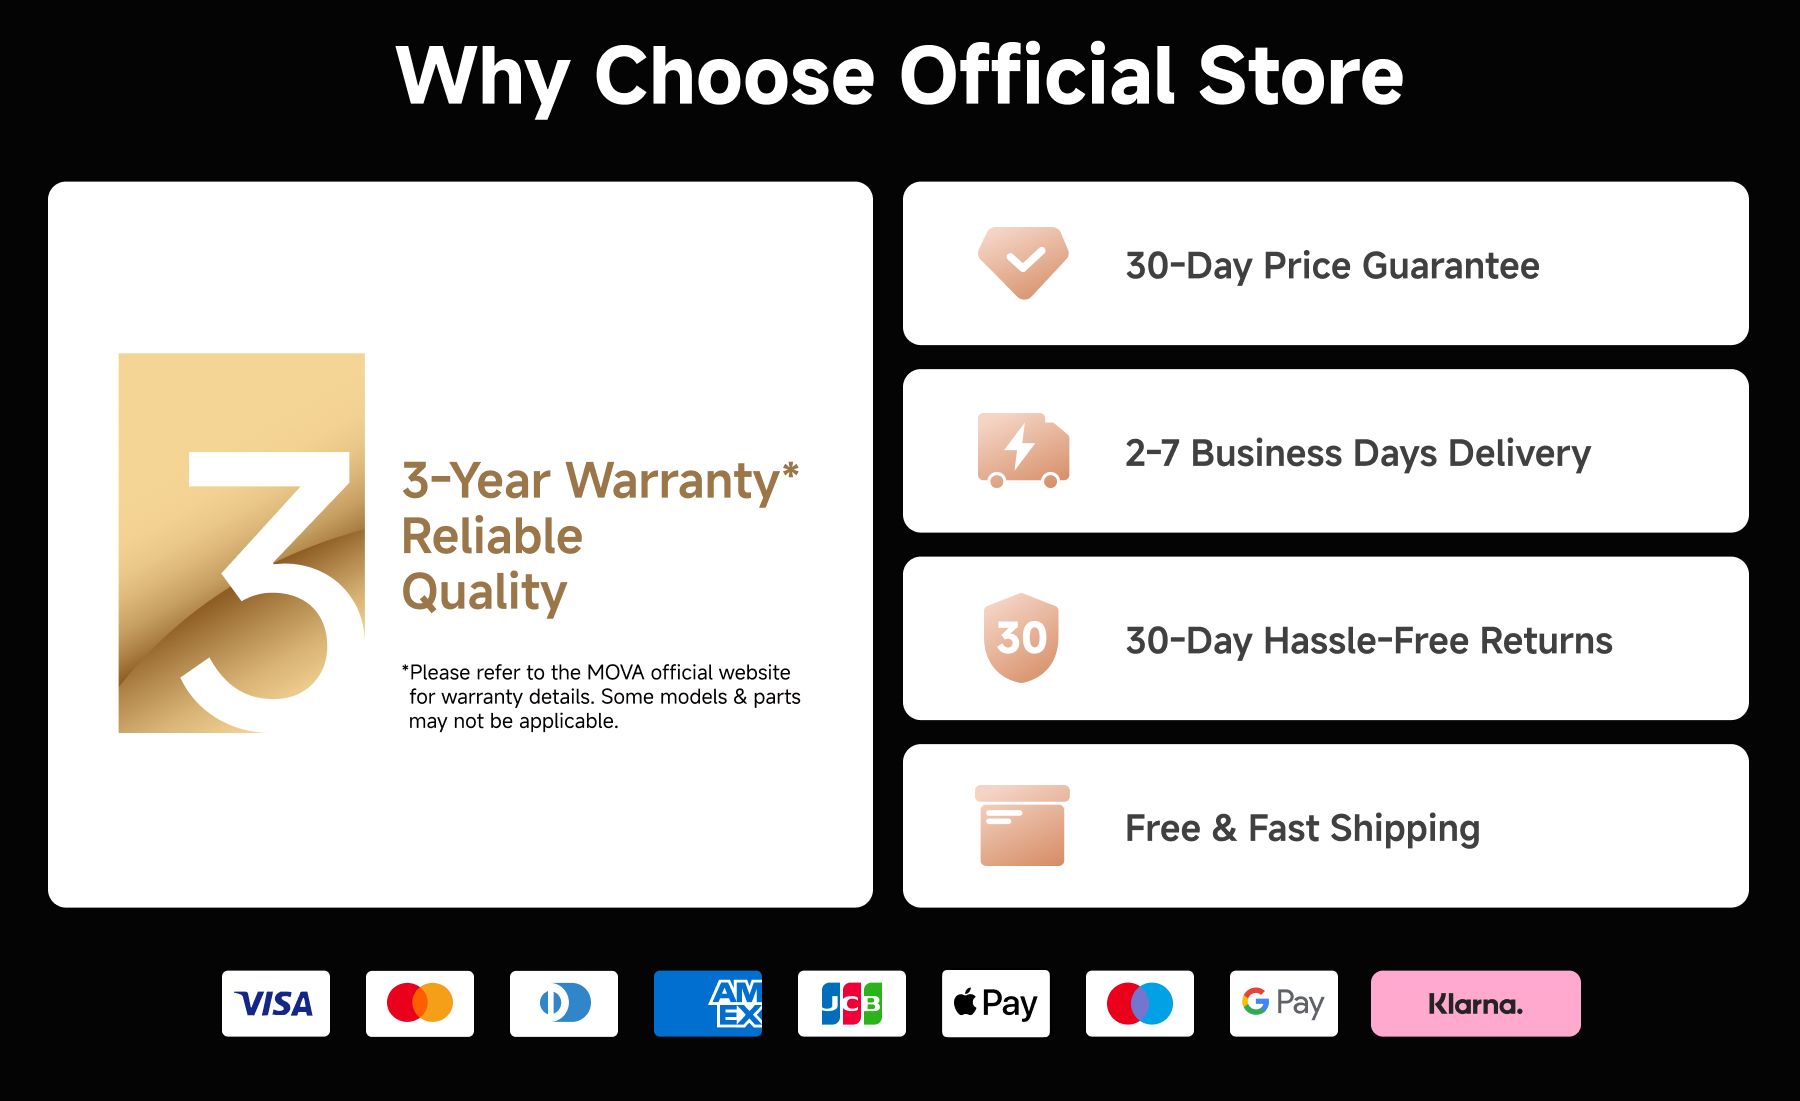 Why Choose Official Store
3
3-Year Warranty*
Reliable
Quality
*Please refer to the MOVA official website
for warranty details. Some models & parts
may not be applicable.
30-Day Price Guarantee
2-7 Business Days Delivery
30
30-Day Hassle-Free Returns
Free & Fast Shipping
VISA
AM
EX
JCB
Pay
G Pay
Klarna.